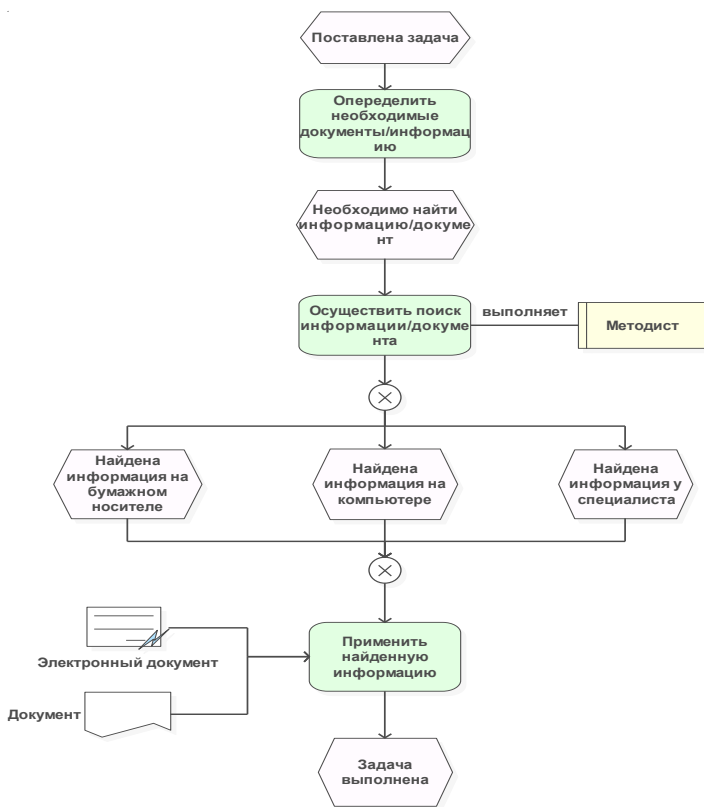 Поставлена задача
Опеределить
необходимые
документы/информац
ию
Необходимо найти
информацию/докуме
нт
Осуществить поиск
информации/докуме
нта
выполняет
Методист
Найдена
информация на
бумажном
носителе
Найдена
информация на
компьютере
Найдена
информация у
специалиста
Электронный документ
Документ
Применить
найденную
информацию
Задача
выполнена